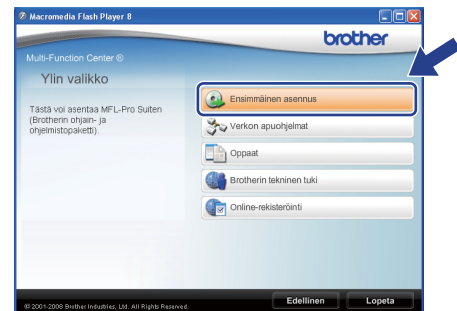 Macromedia Flash Player 8
brother
Multi-Function Center ®
Ylin valikko
Tästä voi asentaa MFL-Pro Suiten
(Brotherin ohjain- ja
ohjelmistopaketti).
Ensimmäinen asennus
Verkon apuohjelmat
Oppaat
Brotherin tekninen tuki
Online-rekisteröinti
© 2001-2008 Brother Industries, Ltd. All Rights Reserved.
Edellinen Lopeta